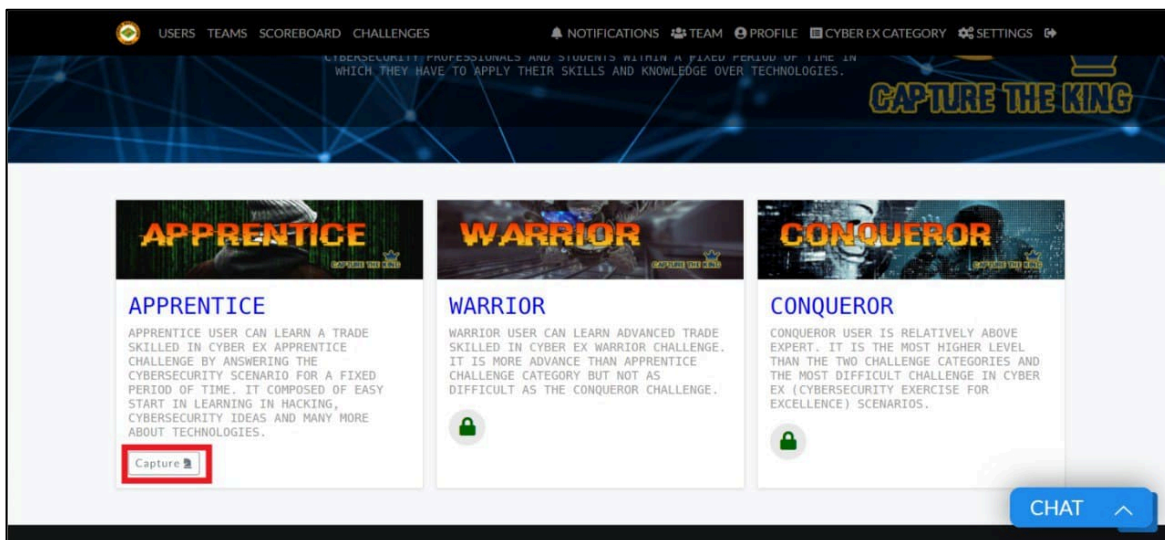 USERS TEAMS SCOREBOARD CHALLENGES
NOTIFICATIONS TEAM PROFILE CYBER EX CATEGORY SETTINGS
CYBERSECURITY PROFESSIONALS AND STUDENTS WITHIN A FIXED PERIOD OF TIME IN
WHICH THEY HAVE TO APPLY THEIR SKILLS AND KNOWLEDGE OVER TECHNOLOGIES.
CAPTURE THE KING
APPRENTICE
CAPTURE THE KING
APPRENTICE
APPRENTICE USER CAN LEARN A TRADE
SKILLED IN CYBER EX APPRENTICE
CHALLENGE BY ANSWERING THE
CYBERSECURITY SCENARIO FOR A FIXED
PERIOD OF TIME. IT COMPOSED OF EASY
START IN LEARNING IN HACKING,
CYBERSECURITY IDEAS AND MANY MORE
ABOUT TECHNOLOGIES.
Capture
WARRIOR
CAPTURE THE KING
WARRIOR
WARRIOR USER CAN LEARN ADVANCED TRADE
SKILLED IN CYBER EX WARRIOR CHALLENGE.
IT IS MORE ADVANCE THAN APPRENTICE
CHALLENGE CATEGORY BUT NOT AS
DIFFICULT AS THE CONQUEROR CHALLENGE.
CONQUEROR
CAPTURE THE KING
CONQUEROR
CONQUEROR USER IS RELATIVELY ABOVE
EXPERT. IT IS THE MOST HIGHER LEVEL
THAN THE TWO CHALLENGE CATEGORIES AND
THE MOST DIFFICULT CHALLENGE IN CYBER
EX (CYBERSECURITY EXERCISE FOR
EXCELLENCE) SCENARIOS.
CHAT